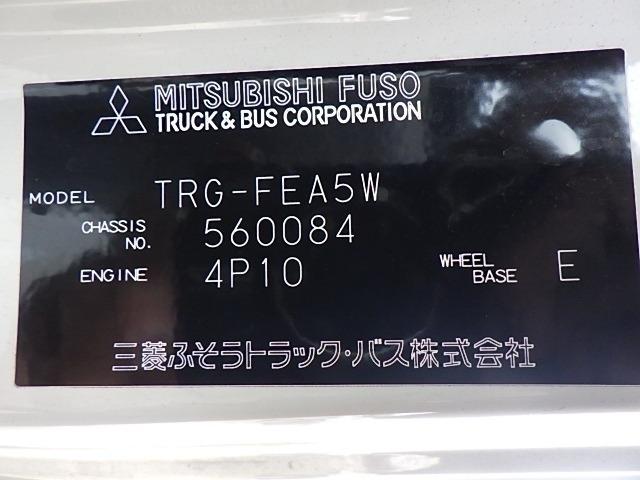 MITSUBISHI FUSO
TRUCK & BUS CORPORATION
MODEL TRG-FEA5W
CHASSIS NO. 560084
ENGINE 4P10 WHEEL BASE E
三菱ふそうトラック・バス株式会社